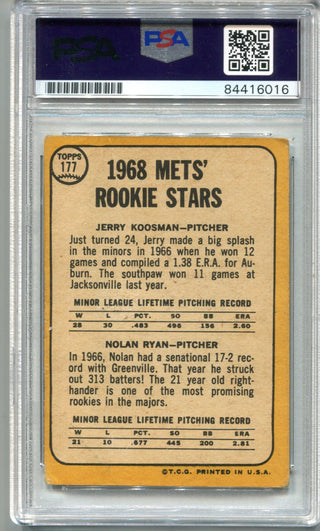 PSA
PSA
84416016
TOPPS
177
1968 METS'
ROOKIE STARS
JERRY KOOSMAN—PITCHER
Just turned 24, Jerry made a big splash
in the minors in 1966 when he won 12
games and compiled a 1.38 E.R.A. for Au-
burn. The southpaw won 11 games at
Jacksonville last year.
MINOR LEAGUE LIFETIME PITCHING RECORD
W L PCT. SO BB ERA
28 30 .483 496 156 2.60
NOLAN RYAN—PITCHER
In 1966, Nolan had a senational 17-2 rec-
ord with Greenville. That year he struck
out 313 batters! The 21 year old right-
hander is one of the most promising
rookies in the majors.
MINOR LEAGUE LIFETIME PITCHING RECORD
W L PCT. SO BB ERA
21 10 .677 445 200 2.81
©T.C.G. PRINTED IN U.S.A.